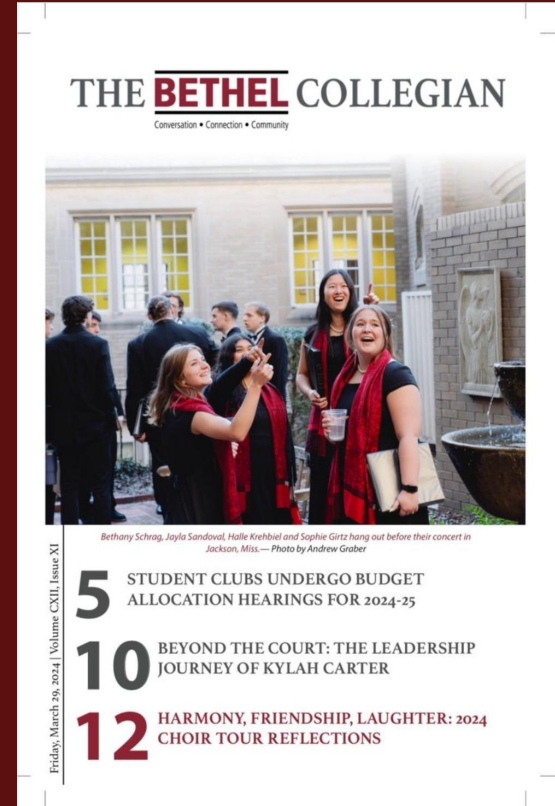 THE BETHEL COLLEGIAN
Conversation • Connection • Community
Bethany Schrag, Jayla Sandoval, Halle Krehbiel and Sophie Girtz hang out before their concert in
Jackson, Miss.— Photo by Andrew Graber
Friday, March 29, 2024 | Volume CXII, Issue XI
5 STUDENT CLUBS UNDERGO BUDGET
ALLOCATION HEARINGS FOR 2024-25
10 BEYOND THE COURT: THE LEADERSHIP
JOURNEY OF KYLAH CARTER
12 HARMONY, FRIENDSHIP, LAUGHTER: 2024
CHOIR TOUR REFLECTIONS